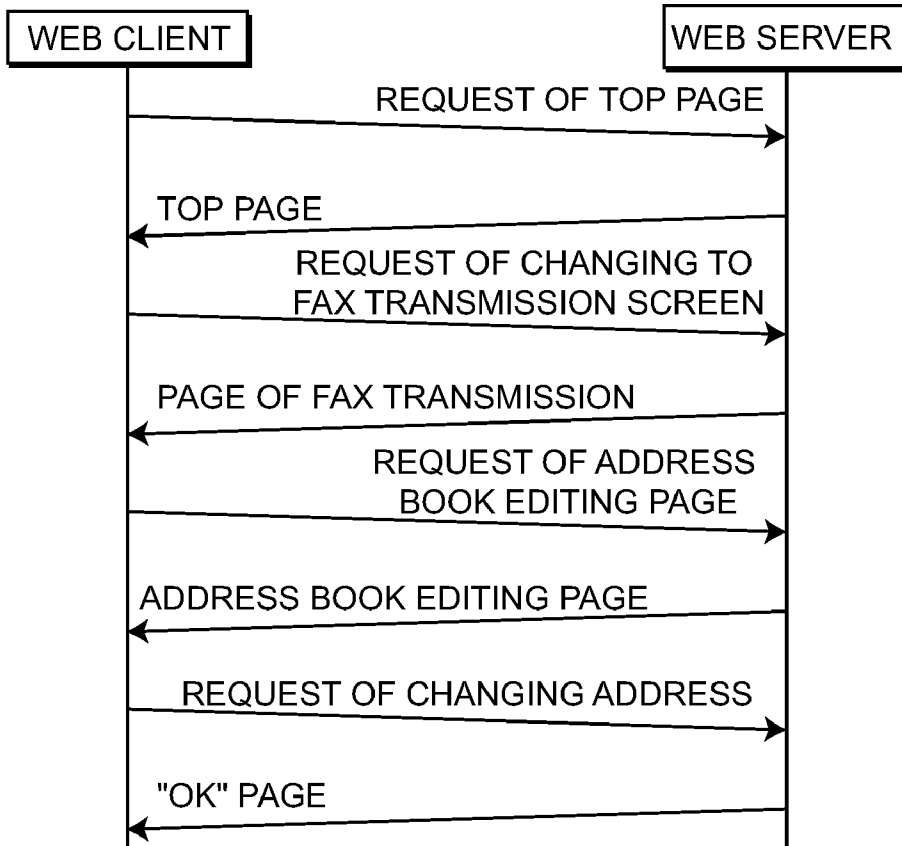 WEB CLIENT
WEB SERVER
REQUEST OF TOP PAGE
TOP PAGE
REQUEST OF CHANGING TO
FAX TRANSMISSION SCREEN
PAGE OF FAX TRANSMISSION
REQUEST OF ADDRESS
BOOK EDITING PAGE
ADDRESS BOOK EDITING PAGE
REQUEST OF CHANGING ADDRESS
"OK" PAGE